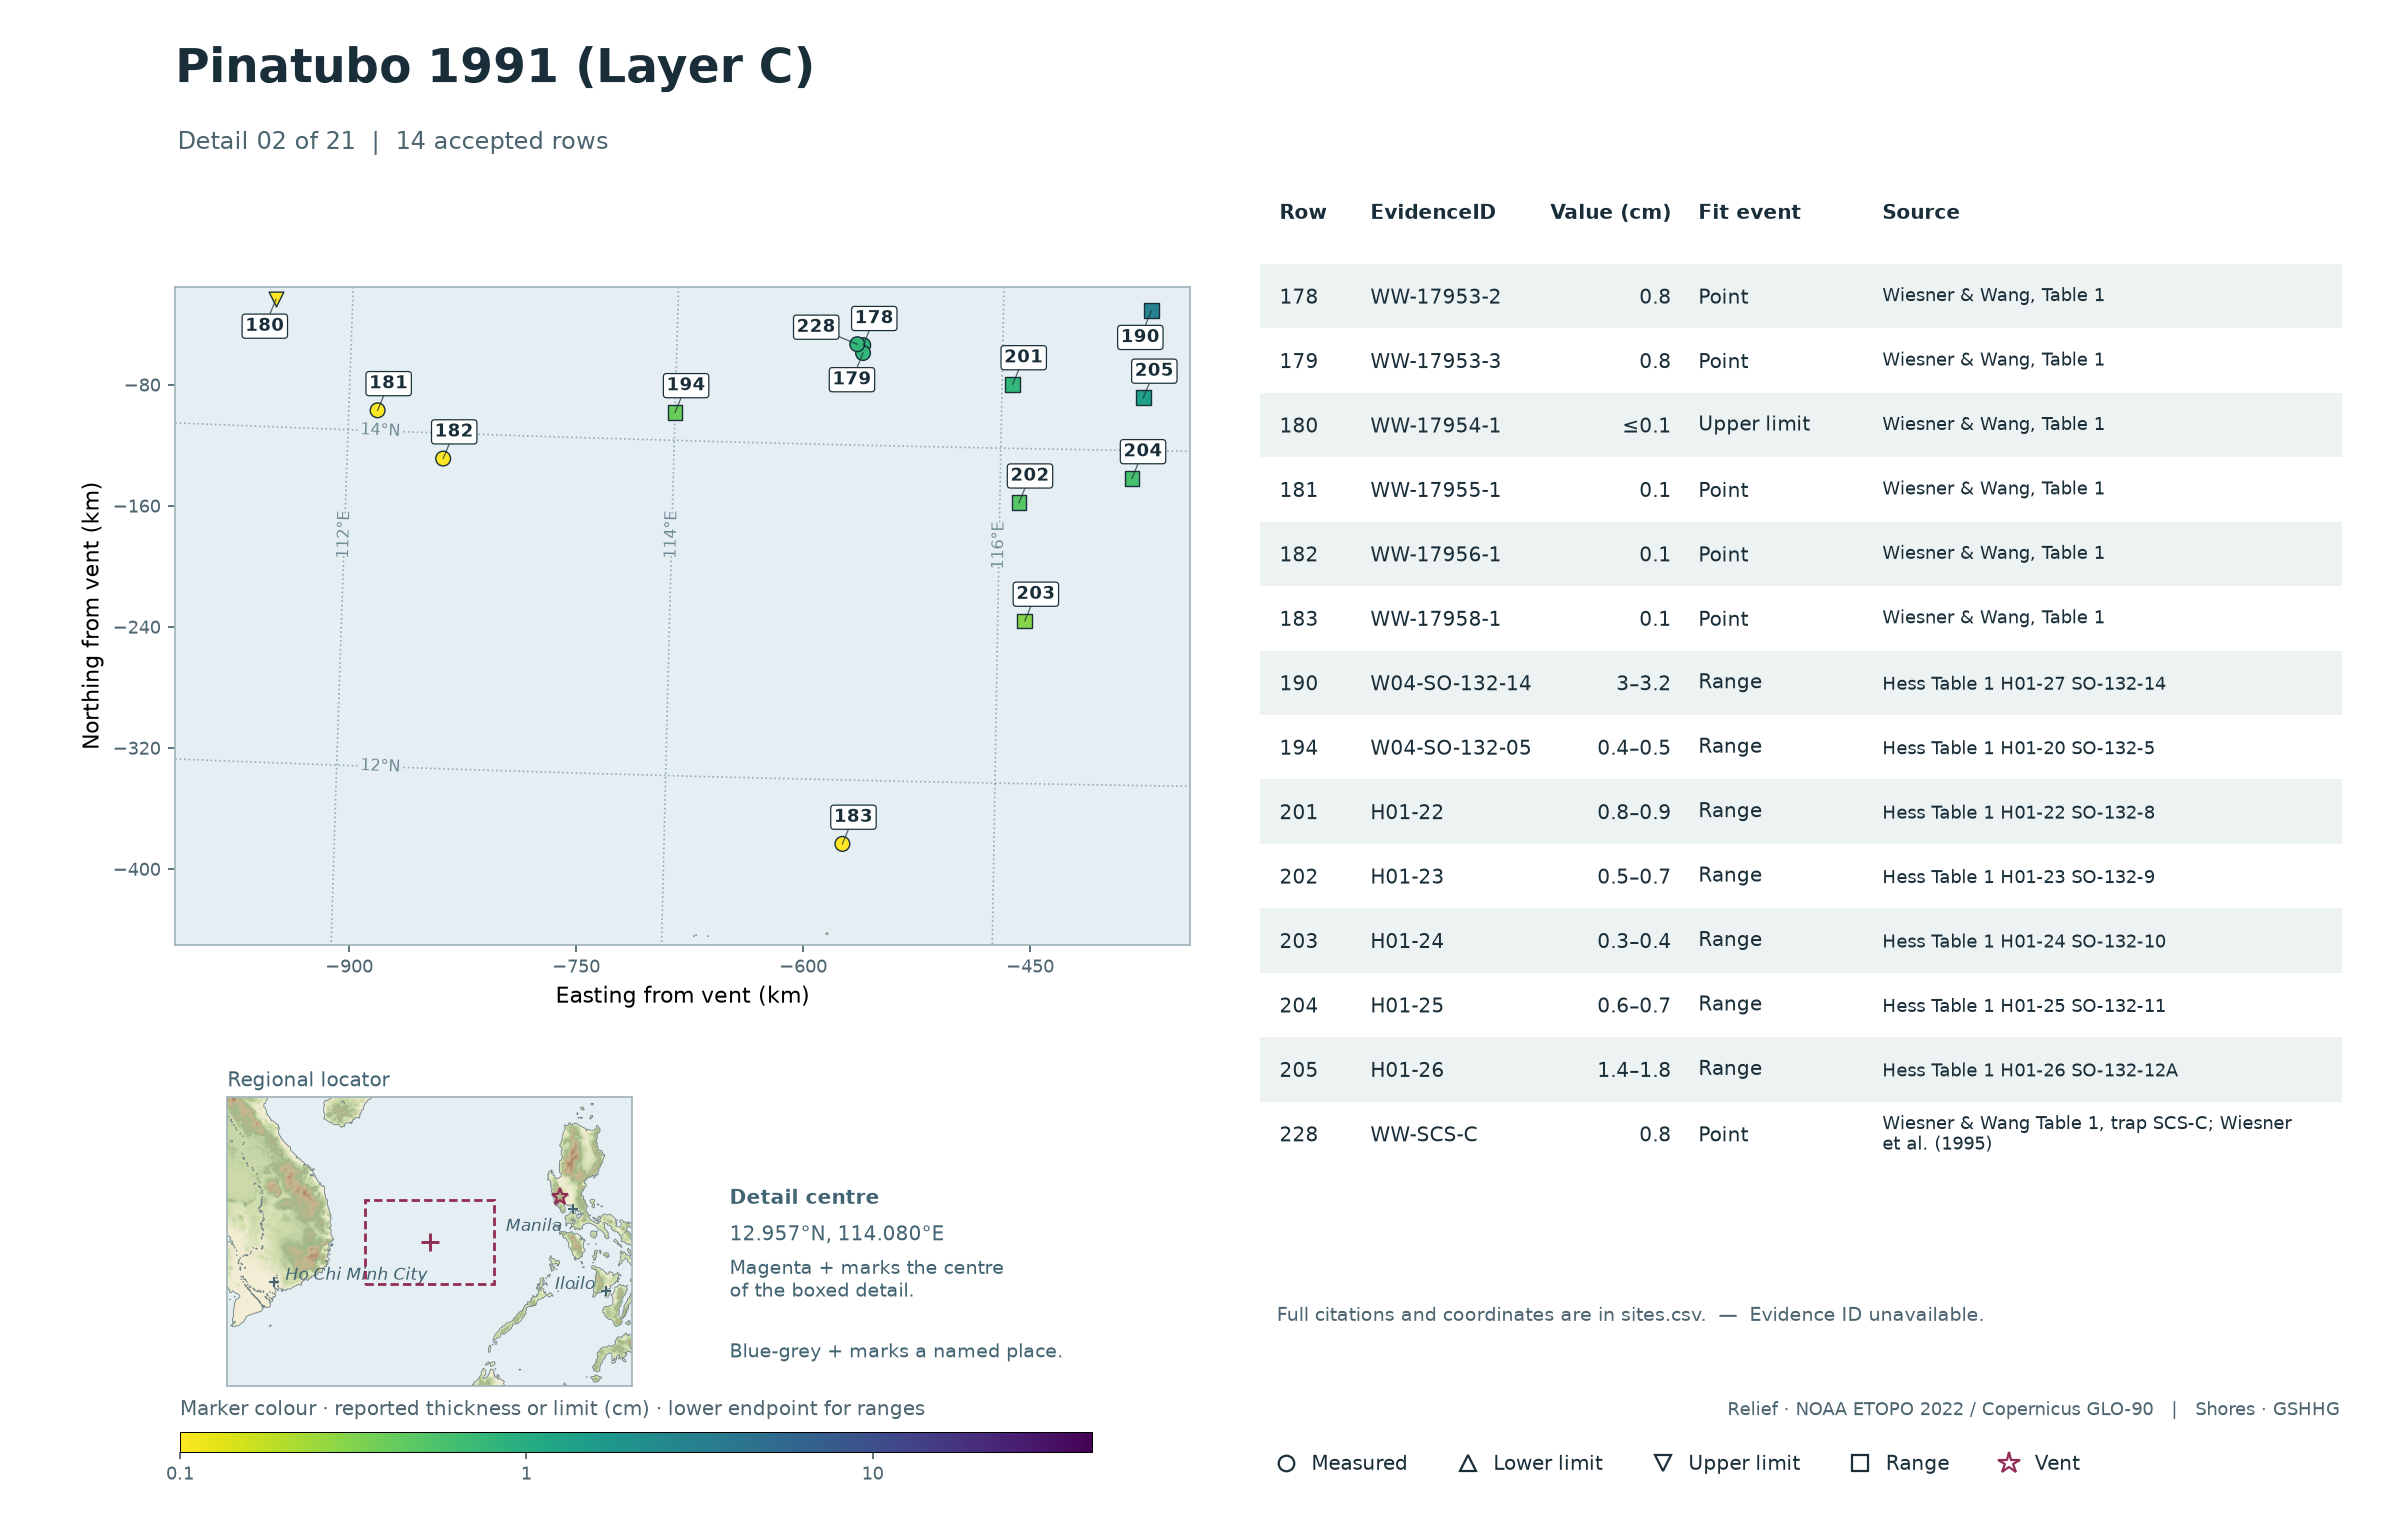 Pinatubo 1991 (Layer C)
Detail 02 of 21 | 14 accepted rows
Row EvidenceID Value (cm) Fit event Source
178 WW-17953-2 0.8 Point Wiesner & Wang, Table 1
179 WW-17953-3 0.8 Point Wiesner & Wang, Table 1
180 WW-17954-1 ≤0.1 Upper limit Wiesner & Wang, Table 1
181 WW-17955-1 0.1 Point Wiesner & Wang, Table 1
182 WW-17956-1 0.1 Point Wiesner & Wang, Table 1
183 WW-17958-1 0.1 Point Wiesner & Wang, Table 1
190 W04-SO-132-14 3–3.2 Range Hess Table 1 H01-27 SO-132-14
194 W04-SO-132-05 0.4–0.5 Range Hess Table 1 H01-20 SO-132-5
201 H01-22 0.8–0.9 Range Hess Table 1 H01-22 SO-132-8
202 H01-23 0.5–0.7 Range Hess Table 1 H01-23 SO-132-9
203 H01-24 0.3–0.4 Range Hess Table 1 H01-24 SO-132-10
204 H01-25 0.6–0.7 Range Hess Table 1 H01-25 SO-132-11
205 H01-26 1.4–1.8 Range Hess Table 1 H01-26 SO-132-12A
228 WW-SCS-C 0.8 Point Wiesner & Wang Table 1, trap SCS-C; Wiesner
et al. (1995)
180
228
178
190
201
205
181
194
179
182
14°N
204
202
112°E
114°E
116°E
203
12°N
183
−80
−160
−240
−320
−400
Northing from vent (km)
−900 −750 −600 −450
Easting from vent (km)
Regional locator
Manila
Ho Chi Minh City
Iloilo
Detail centre
12.957°N, 114.080°E
Magenta + marks the centre
of the boxed detail.
Blue-grey + marks a named place.
Full citations and coordinates are in sites.csv. — Evidence ID unavailable.
Marker colour · reported thickness or limit (cm) · lower endpoint for ranges
0.1 1 10
Relief · NOAA ETOPO 2022 / Copernicus GLO-90 | Shores · GSHHG
Measured Lower limit Upper limit Range Vent